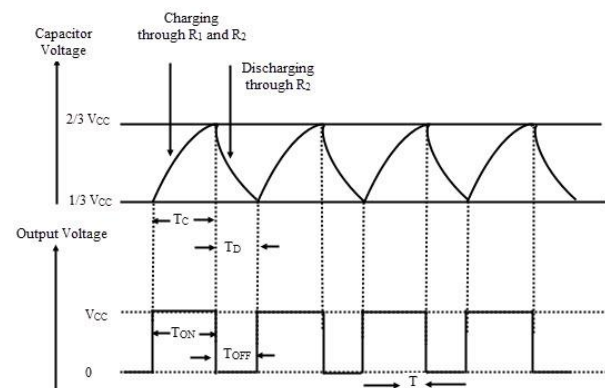 Charging
through R1 and R2
Capacitor
Voltage
Discharging
through R2
2/3 VCC
1/3 VCC
TC
Output Voltage
TD
VCC
TON
TOFF
0
T